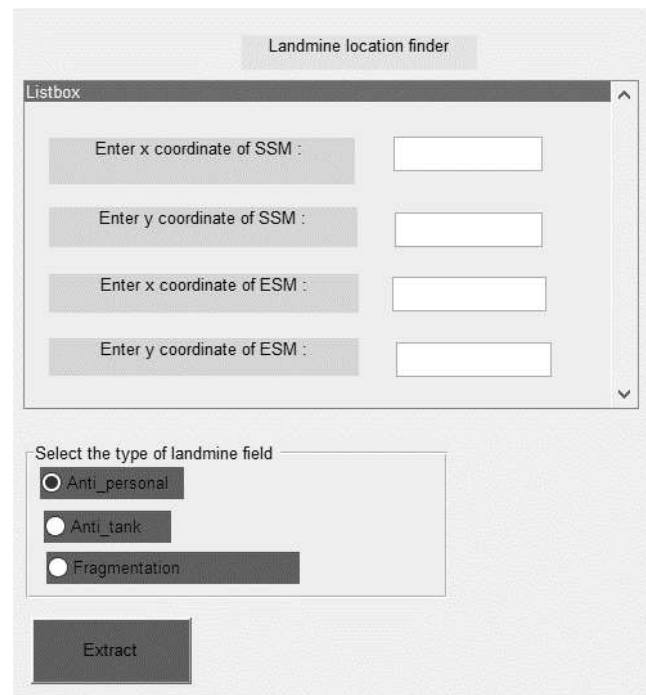 Landmine location finder
Listbox
Enter x coordinate of SSM :
Enter y coordinate of SSM :
Enter x coordinate of ESM :
Enter y coordinate of ESM :
Select the type of landmine field
Anti_personal
Anti_tank
Fragmentation
Extract